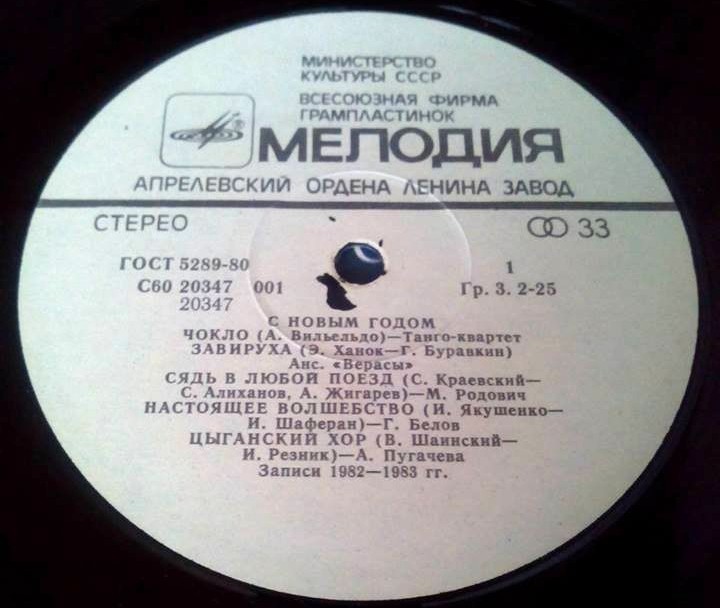 МИНИСТЕРСТВО
КУЛЬТУРЫ СССР
ВСЕСОЮЗНАЯ ФИРМА
ГРАМПЛАСТИНОК
МЕЛОДИЯ
АПРЕЛЕВСКИЙ ОРДЕНА ЛЕНИНА ЗАВОД
СТЕРЕО 33
ГОСТ 5289-80 1
С60 20347 001 Гр. 3. 2-25
20347
С НОВЫМ ГОДОМ
ЧОКЛО (А. Вильельдо)—Танго-квартет
ЗАВИРУХА (Э. Ханок—Г. Буравкин)
Анс. «Верасы»
СЯДЬ В ЛЮБОЙ ПОЕЗД (С. Краевский—
С. Алиханов, А. Жигарев)—М. Родович
НАСТОЯЩЕЕ ВОЛШЕБСТВО (И. Якушенко—
И. Шаферан)—Г. Белов
ЦЫГАНСКИЙ ХОР (В. Шаинский—
И. Резник)—А. Пугачева
Записи 1982—1983 гг.